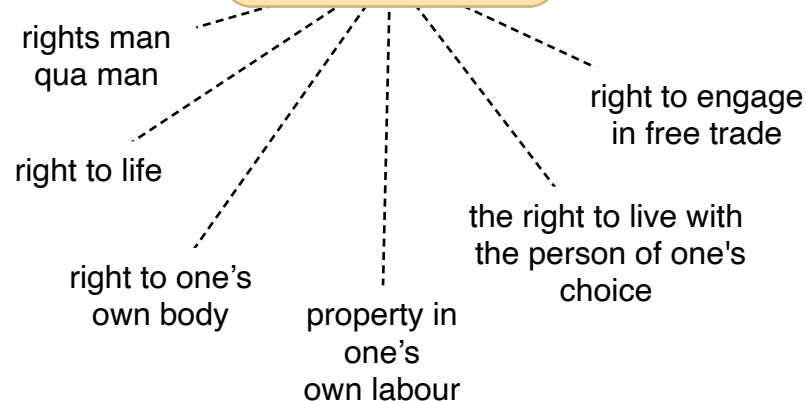 rights man
qua man
right to engage
in free trade
right to life
the right to live with
the person of one's
choice
right to one’s
own body
property in
one’s
own labour